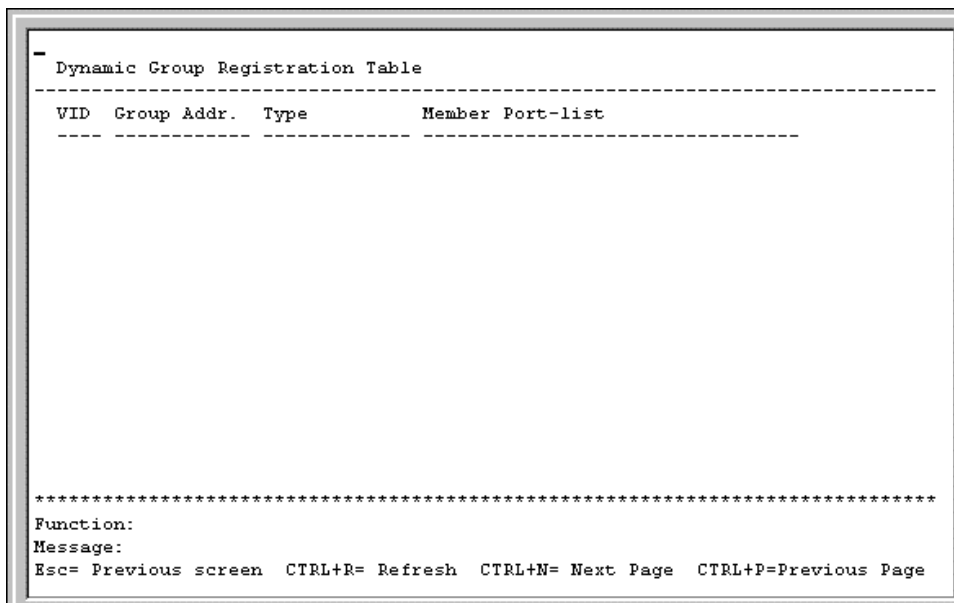 Dynamic Group Registration Table
-------------------------------------------------------------------------------
VID Group Addr. Type Member Port-list
---- ------------ ------------- ---------------------------------
*******************************************************************************
Function:
Message:
Esc= Previous screen CTRL+R= Refresh CTRL+N= Next Page CTRL+P=Previous Page